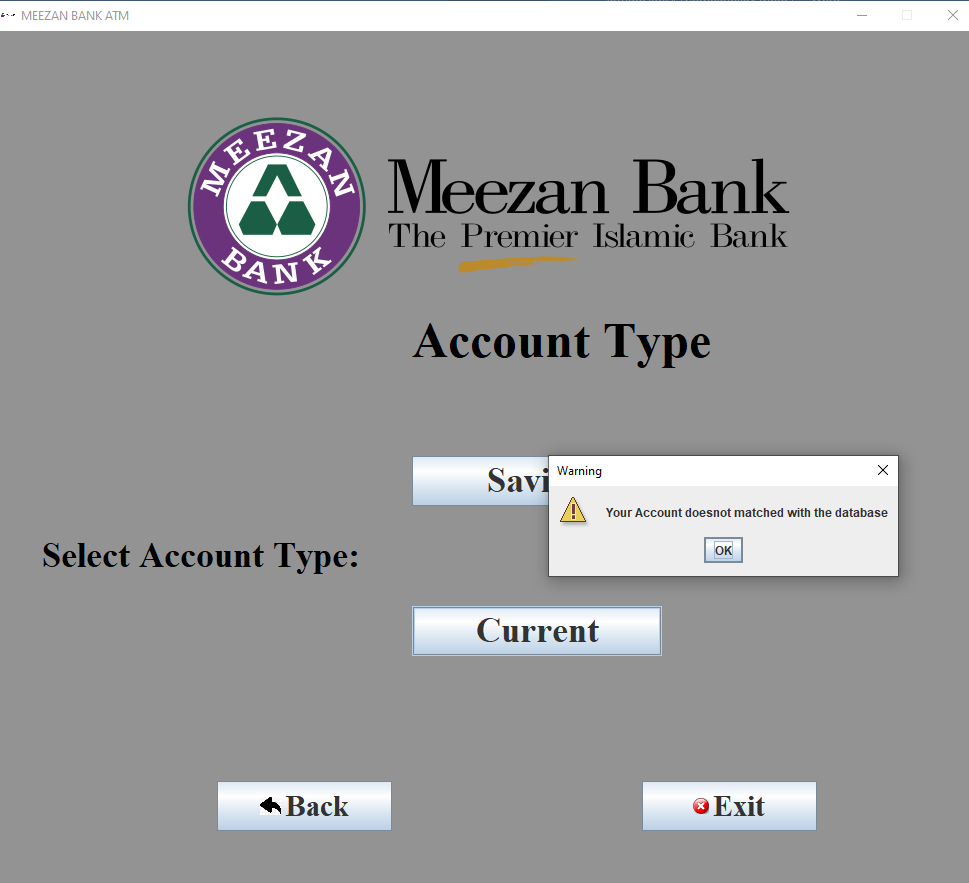 MEEZAN BANK ATM
MEEZAN
BANK
Meezan Bank
The Premier Islamic Bank
Account Type
Savi
Warning
Your Account doesnot matched with the database
OK
Select Account Type:
Current
Back
Exit